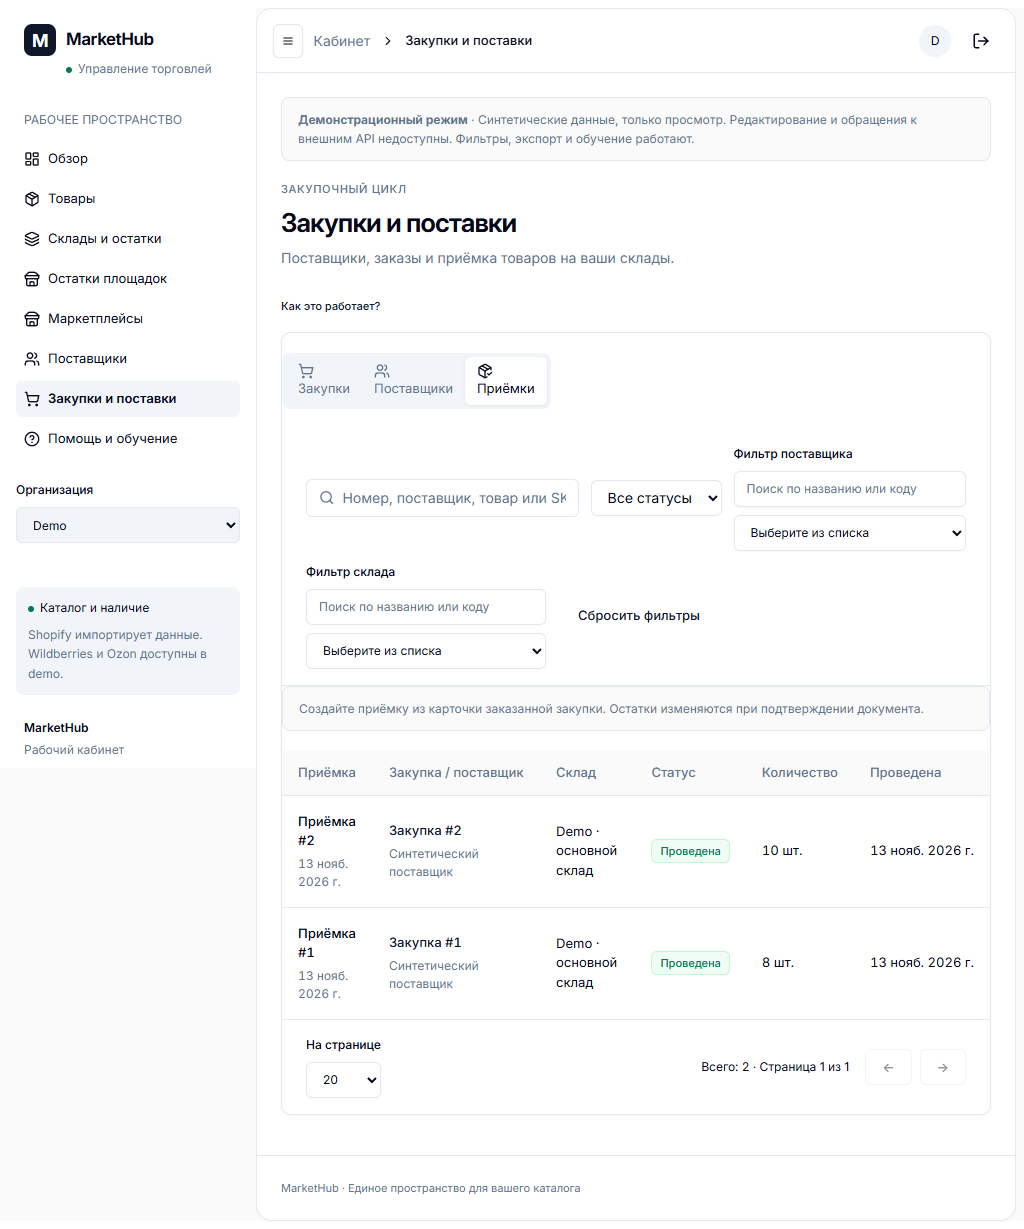 M MarketHub
Управление торговлей
РАБОЧЕЕ ПРОСТРАНСТВО
Обзор
Товары
Склады и остатки
Остатки площадок
Маркетплейсы
Поставщики
Закупки и поставки
Помощь и обучение
Организация
Demo
Каталог и наличие
Shopify импортирует данные.
Wildberries и Ozon доступны в
demo.
MarketHub
Рабочий кабинет
Кабинет > Закупки и поставки
D
Демонстрационный режим · Синтетические данные, только просмотр. Редактирование и обращения к
внешним API недоступны. Фильтры, экспорт и обучение работают.
ЗАКУПОЧНЫЙ ЦИКЛ
Закупки и поставки
Поставщики, заказы и приёмка товаров на ваши склады.
Как это работает?
Закупки Поставщики Приёмки
Фильтр поставщика
Номер, поставщик, товар или SK
Все статусы
Поиск по названию или коду
Выберите из списка
Фильтр склада
Поиск по названию или коду
Выберите из списка
Сбросить фильтры
Создайте приёмку из карточки заказанной закупки. Остатки изменяются при подтверждении документа.
Приёмка Закупка / поставщик Склад Статус Количество Проведена
Приёмка
#2
13 нояб.
2026 г.
Закупка #2
Синтетический
поставщик
Demo ·
основной
склад
Проведена
10 шт.
13 нояб. 2026 г.
Приёмка
#1
13 нояб.
2026 г.
Закупка #1
Синтетический
поставщик
Demo ·
основной
склад
Проведена
8 шт.
13 нояб. 2026 г.
На странице
20
Всего: 2 · Страница 1 из 1
← →
MarketHub · Единое пространство для вашего каталога